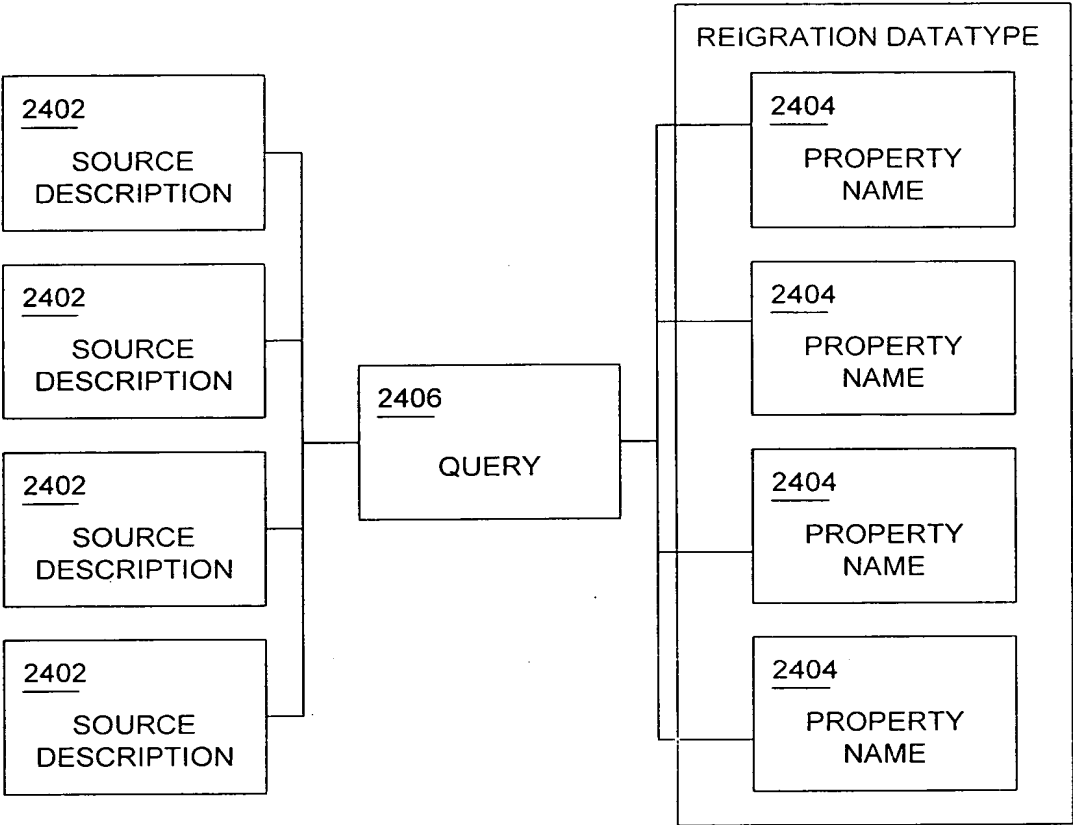 REIGRATION DATATYPE
2402
SOURCE
DESCRIPTION
2402
SOURCE
DESCRIPTION
2402
SOURCE
DESCRIPTION
2402
SOURCE
DESCRIPTION
2406
QUERY
2404
PROPERTY
NAME
2404
PROPERTY
NAME
2404
PROPERTY
NAME
2404
PROPERTY
NAME